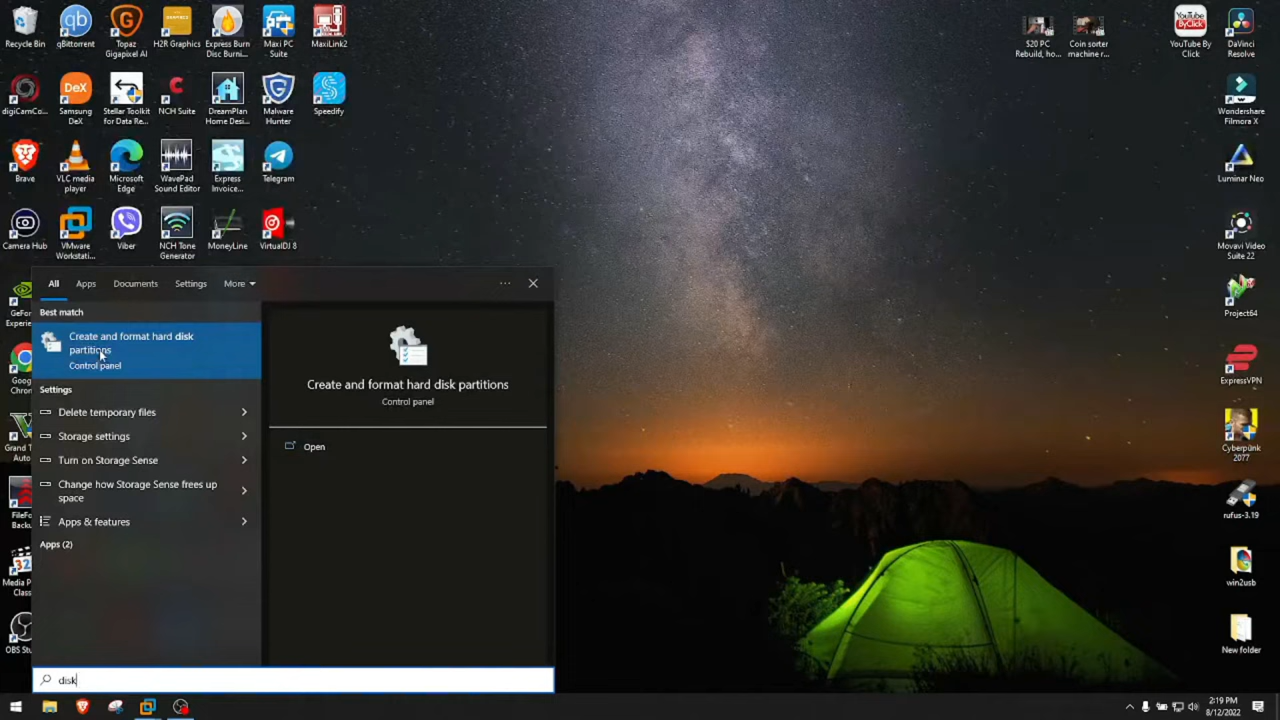 Recycle Bin
qBittorrent
Topaz
Gigapixel AI
H2R Graphics
Express Burn
Disc Burni...
Maxi PC
Suite
MaxiLink2
digiCamCo...
Samsung
DeX
Stellar Toolkit
for Data Re...
NCH Suite
DreamPlan
Home Desi...
Malware
Hunter
Speedify
Brave
VLC media
player
Microsoft
Edge
WavePad
Sound Editor
Express
Invoice...
Telegram
Camera Hub
VMware
Workstati...
Viber
NCH Tone
Generator
MoneyLine
VirtualDJ 8
$20 PC
Rebuild, ho...
Coin sorter
machine r...
YouTube
ByClick
YouTube By
Click
DaVinci
Resolve
Wondershare
Filmora X
Luminar Neo
Movavi Video
Suite 22
Project64
ExpressVPN
Cyberpunk
2077
rufus-3.19
win2usb
New folder
GeFor
Experie
Goog
Chron
Grand T
Auto
FileFo
Backu
Media P
Class
OBS Stu
All
Apps
Documents
Settings
More
Best match
Create and format hard disk
partitions
Control panel
Settings
Delete temporary files
Storage settings
Turn on Storage Sense
Change how Storage Sense frees up
space
Apps & features
Apps (2)
Create and format hard disk partitions
Control panel
Open
disk
2:19 PM
8/12/2022